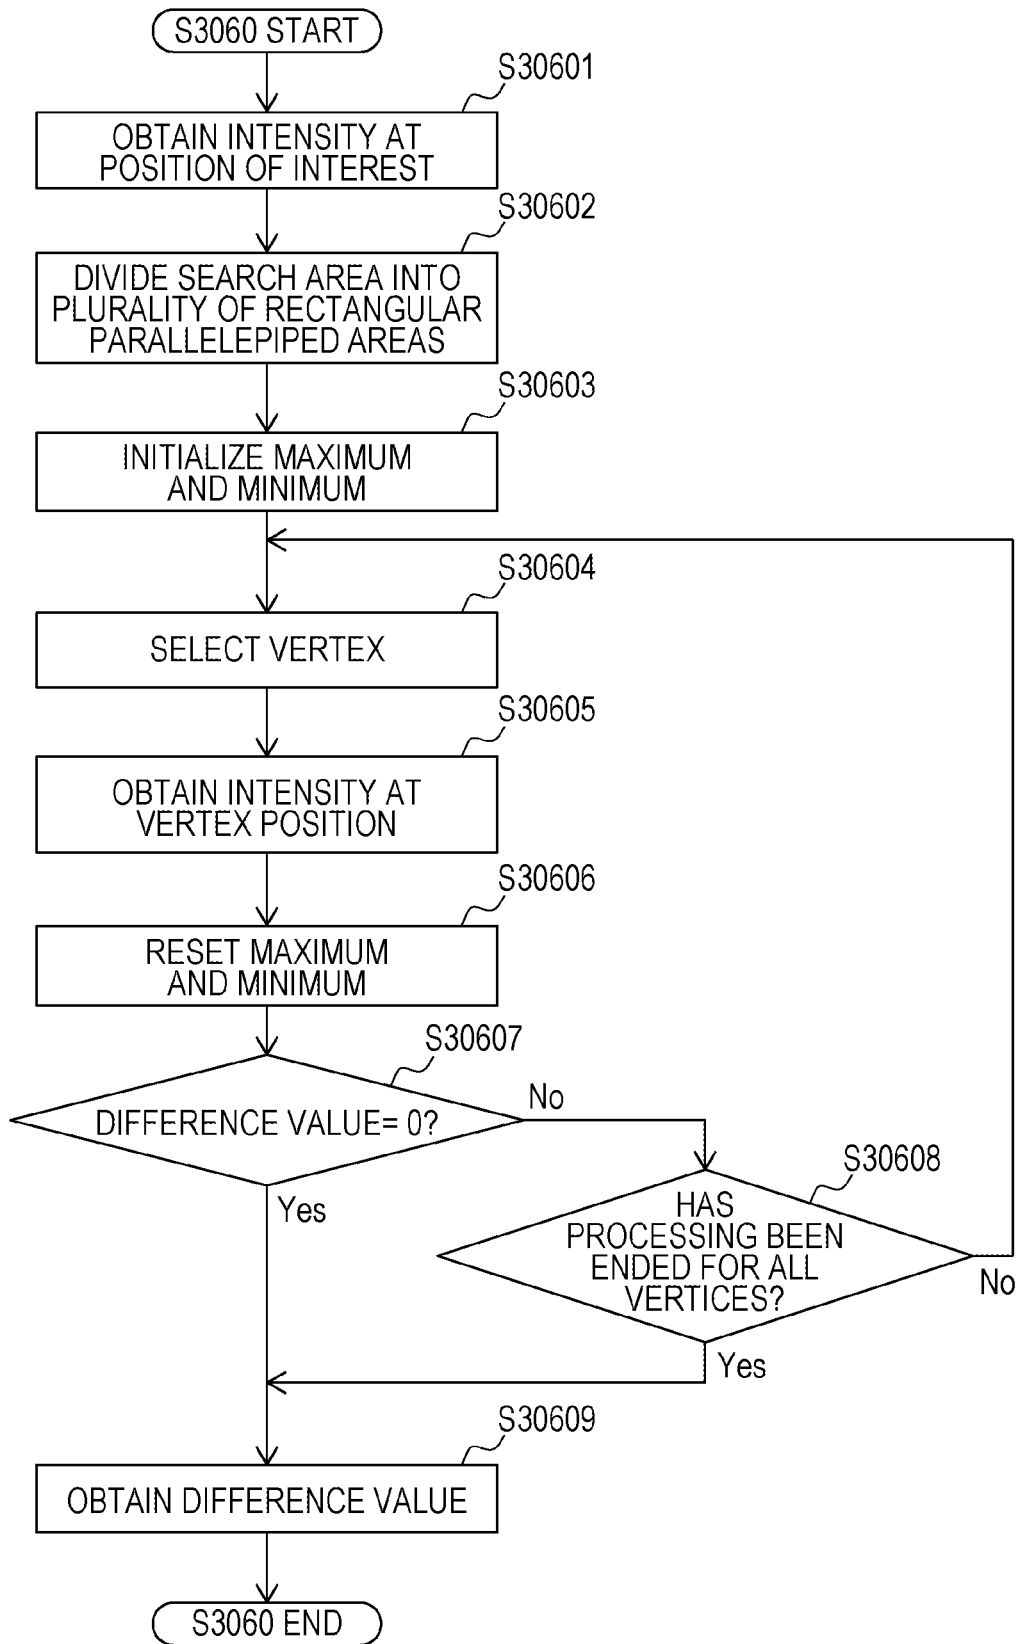 S3060 START
S30601
OBTAIN INTENSITY AT
POSITION OF INTEREST
S30602
DIVIDE SEARCH AREA INTO
PLURALITY OF RECTANGULAR
PARALLELEPIPED AREAS
S30603
INITIALIZE MAXIMUM
AND MINIMUM
S30604
SELECT VERTEX
S30605
OBTAIN INTENSITY AT
VERTEX POSITION
S30606
RESET MAXIMUM
AND MINIMUM
S30607
DIFFERENCE VALUE= 0?
No
Yes
S30608
HAS
PROCESSING BEEN
ENDED FOR ALL
VERTICES?
No
Yes
S30609
OBTAIN DIFFERENCE VALUE
S3060 END